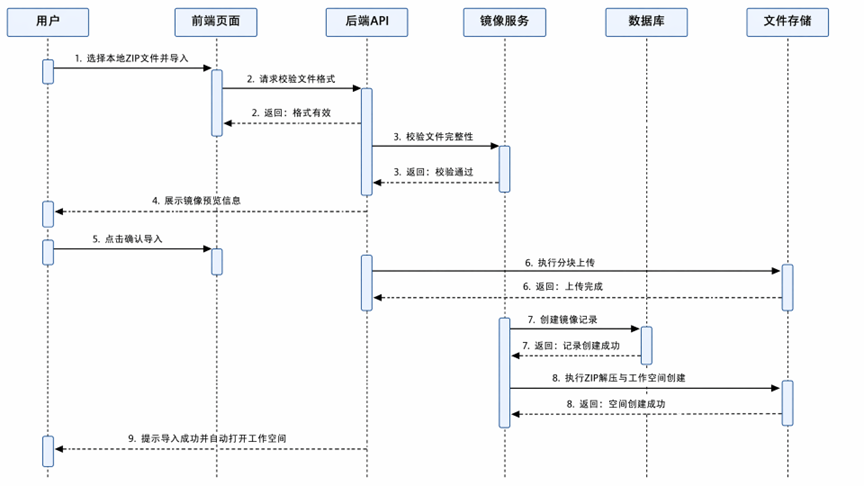 用户
前端页面
后端API
镜像服务
数据库
文件存储
1. 选择本地ZIP文件并导入
2. 请求校验文件格式
2. 返回：格式有效
3. 校验文件完整性
3. 返回：校验通过
4. 展示镜像预览信息
5. 点击确认导入
6. 执行分块上传
6. 返回：上传完成
7. 创建镜像记录
7. 返回：记录创建成功
8. 执行ZIP解压与工作空间创建
8. 返回：空间创建成功
9. 提示导入成功并自动打开工作空间